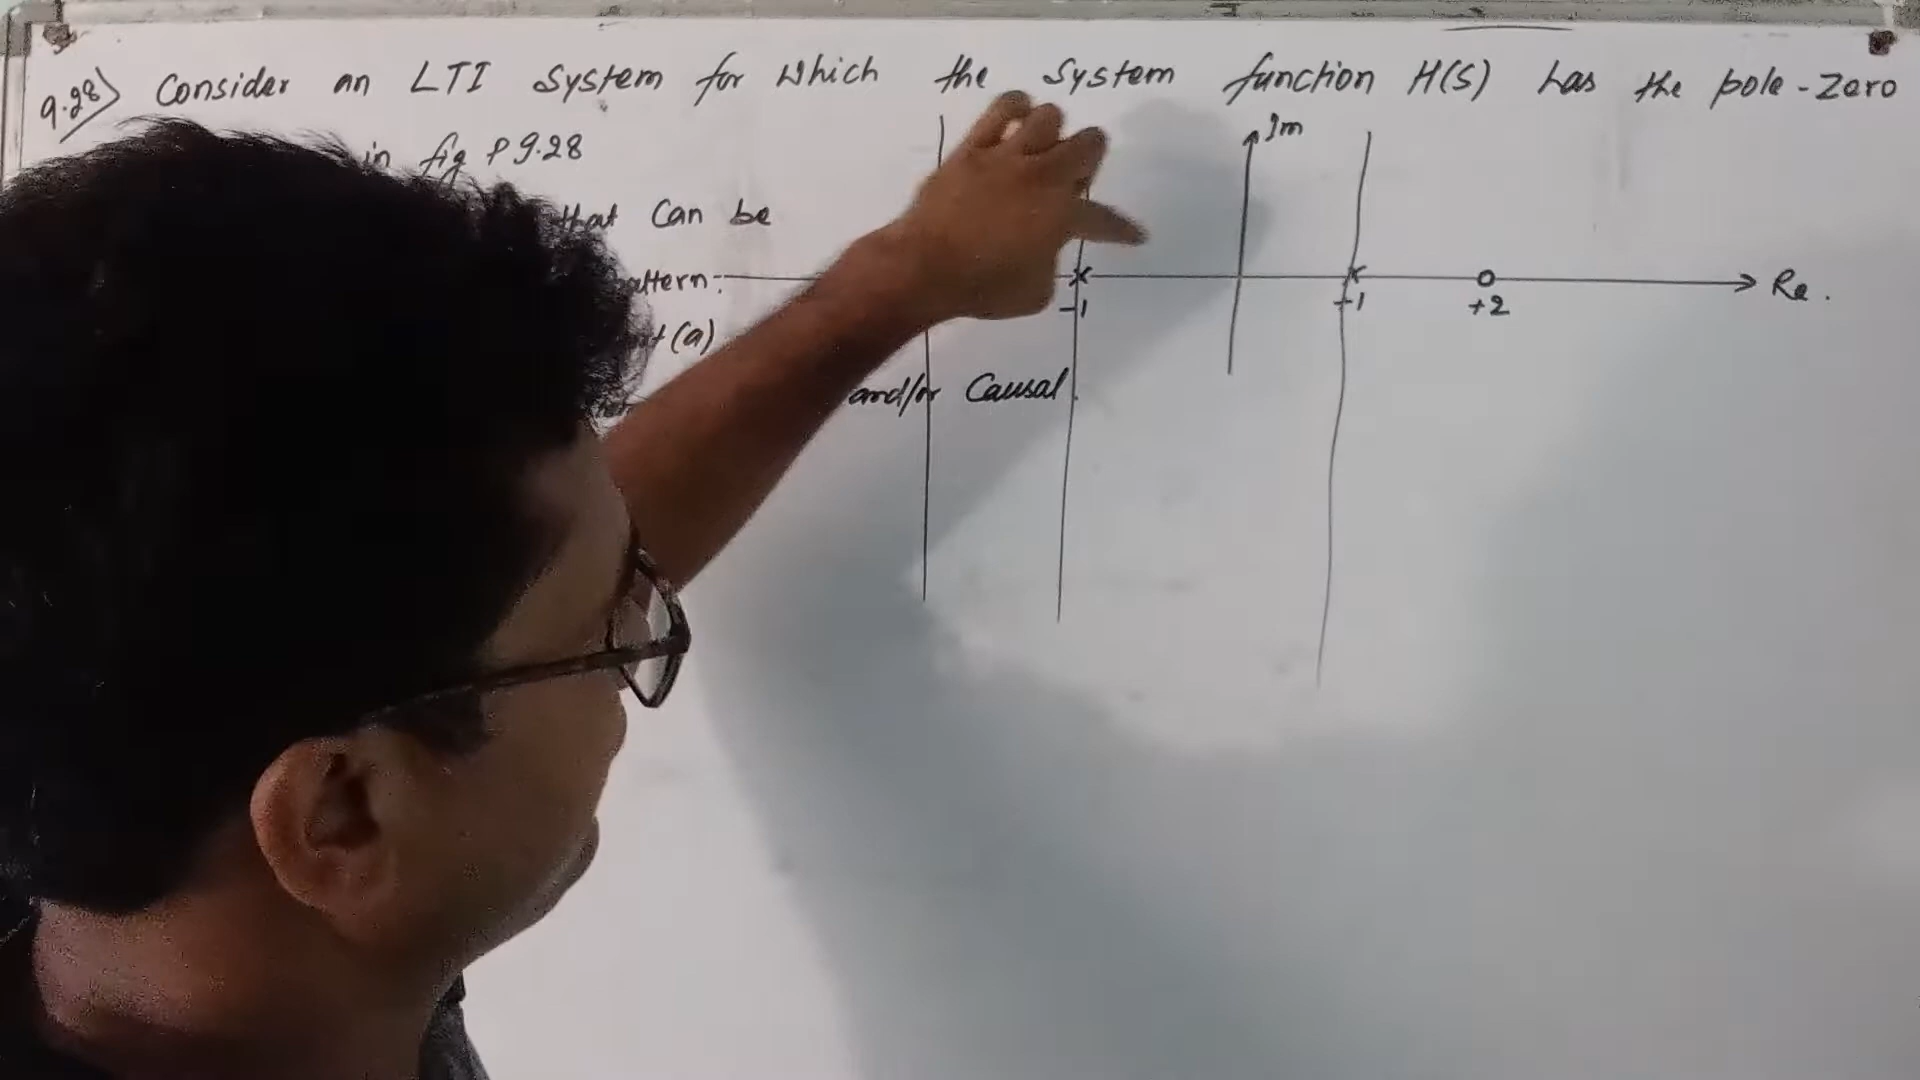 9.28) Consider an LTI System for which the System function H(S) has the pole-zero
in fig P 9.28
that can be
pattern:
(a)
and/or Causal.
Im
Re.
-1
+1
+2